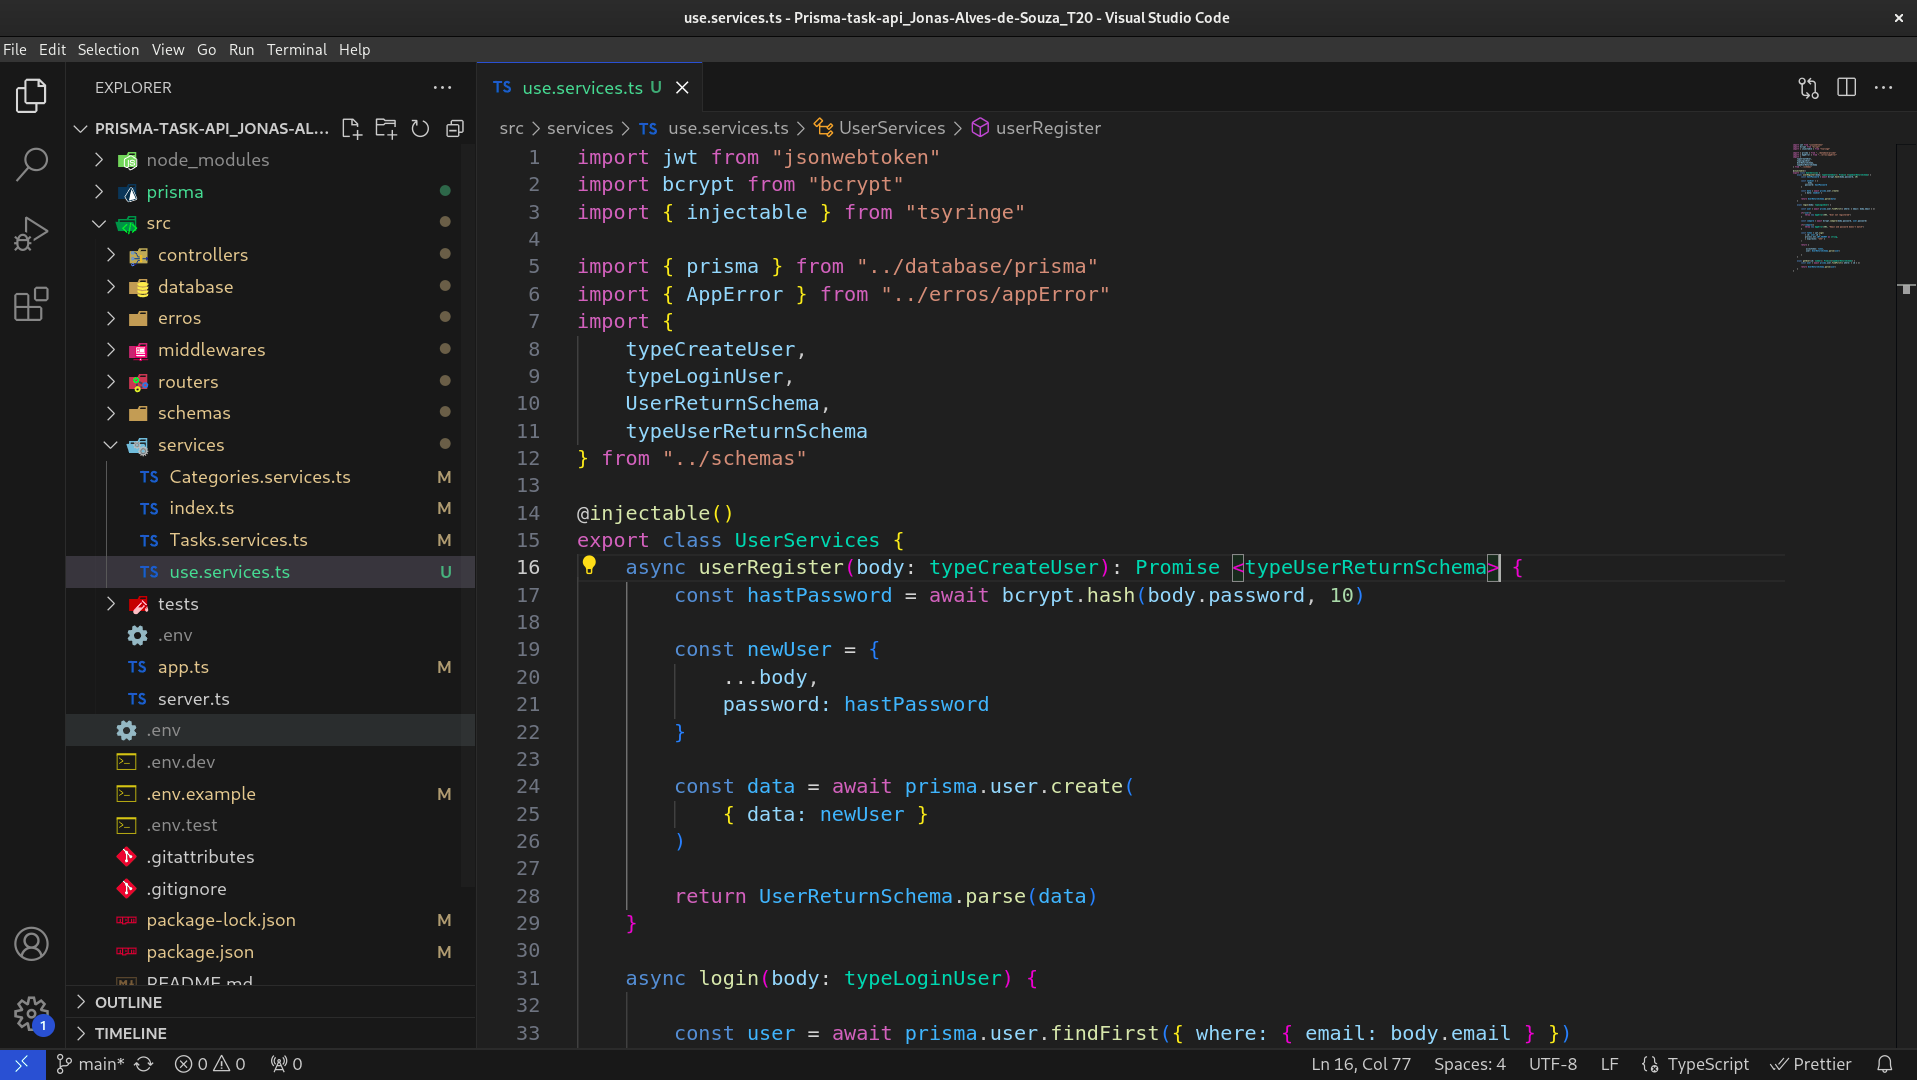 use.services.ts - Prisma-task-api_Jonas-Alves-de-Souza_T20 - Visual Studio Code
File Edit Selection View Go Run Terminal Help
EXPLORER
PRISMA-TASK-API_JONAS-AL...
node_modules
prisma
src
controllers
database
erros
middlewares
routers
schemas
services
TS Categories.services.ts M
TS index.ts M
TS Tasks.services.ts M
TS use.services.ts U
tests
.env
TS app.ts M
TS server.ts
.env
.env.dev
.env.example M
.env.test
.gitattributes
.gitignore
package-lock.json M
package.json M
README.md
OUTLINE
TIMELINE
TS use.services.ts U
src > services > TS use.services.ts > UserServices > userRegister
1 import jwt from "jsonwebtoken"
2 import bcrypt from "bcrypt"
3 import { injectable } from "tsyringe"
4
5 import { prisma } from "../database/prisma"
6 import { AppError } from "../erros/appError"
7 import {
8 typeCreateUser,
9 typeLoginUser,
10 UserReturnSchema,
11 typeUserReturnSchema
12 } from "../schemas"
13
14 @injectable()
15 export class UserServices {
16 async userRegister(body: typeCreateUser): Promise <typeUserReturnSchema> {
17 const hastPassword = await bcrypt.hash(body.password, 10)
18
19 const newUser = {
20 ...body,
21 password: hastPassword
22 }
23
24 const data = await prisma.user.create(
25 { data: newUser }
26 )
27
28 return UserReturnSchema.parse(data)
29 }
30
31 async login(body: typeLoginUser) {
32
33 const user = await prisma.user.findFirst({ where: { email: body.email } })
1
main* 0 0 0 Ln 16, Col 77 Spaces: 4 UTF-8 LF TypeScript Prettier